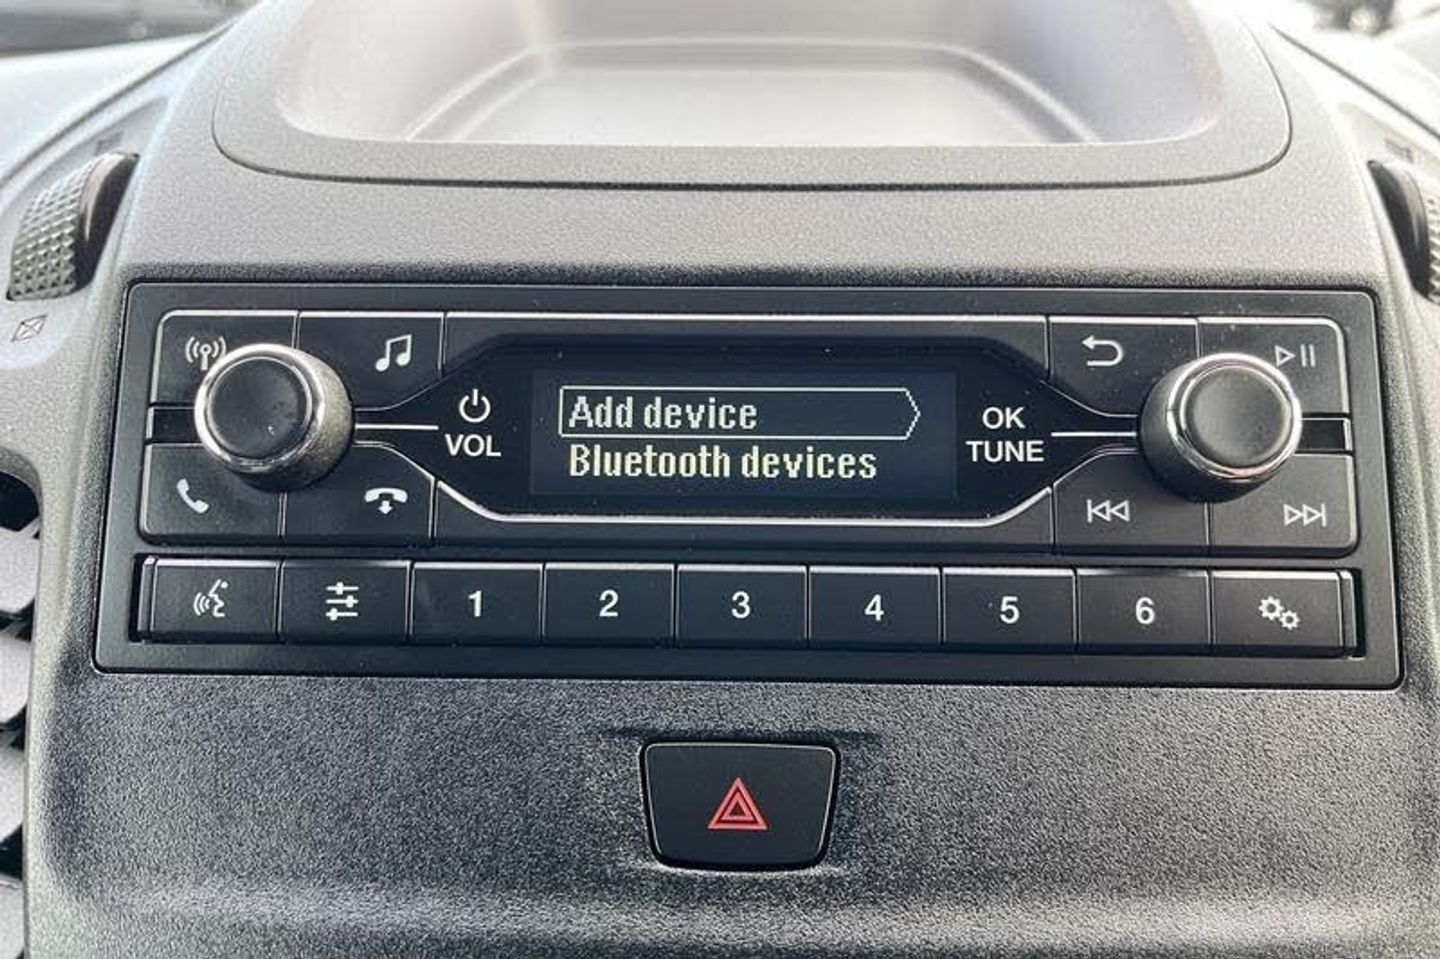 VOL
Add device
Bluetooth devices
OK
TUNE
1 2 3 4 5 6